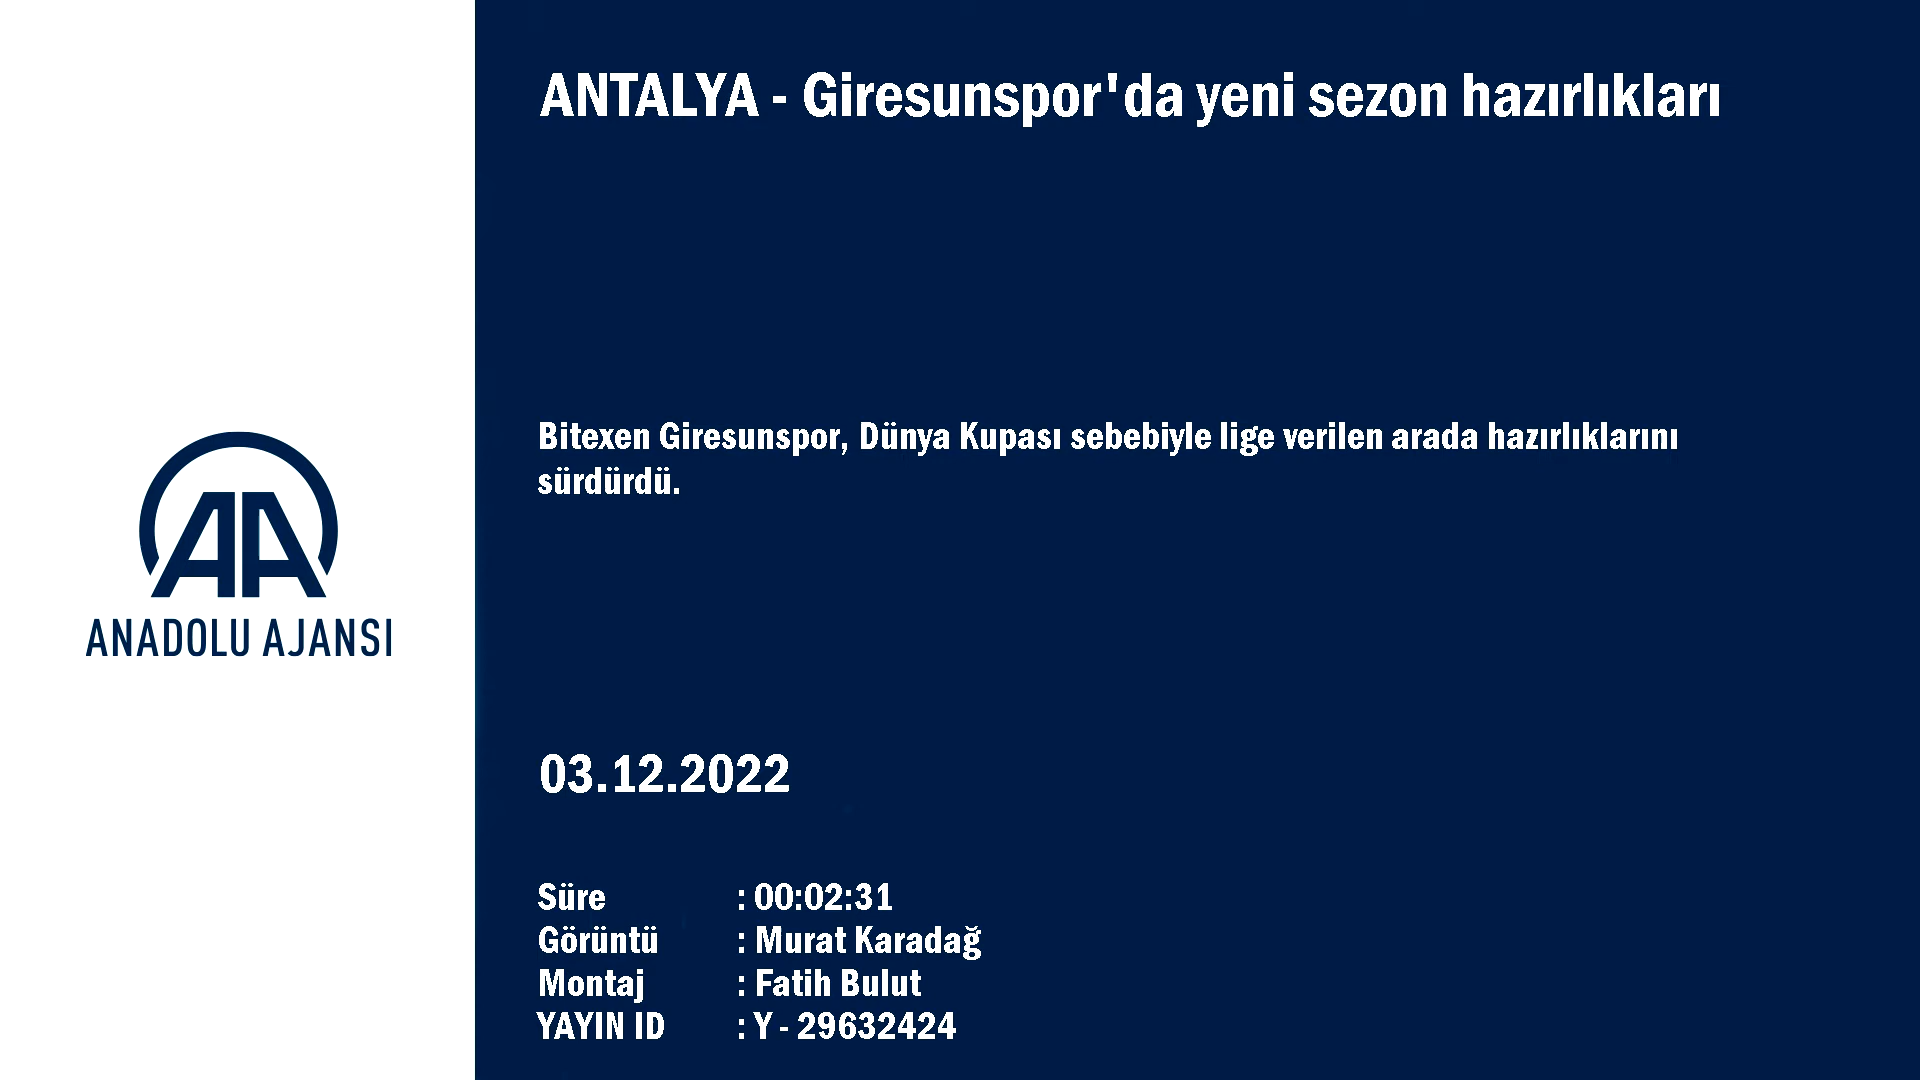 ANTALYA - Giresunspor'da yeni sezon hazırlıkları
Bitexen Giresunspor, Dünya Kupası sebebiyle lige verilen arada hazırlıklarını
sürdürdü.
AA
ANADOLU AJANSI
03.12.2022
Süre : 00:02:31
Görüntü : Murat Karadağ
Montaj : Fatih Bulut
YAYIN ID : Y - 29632424